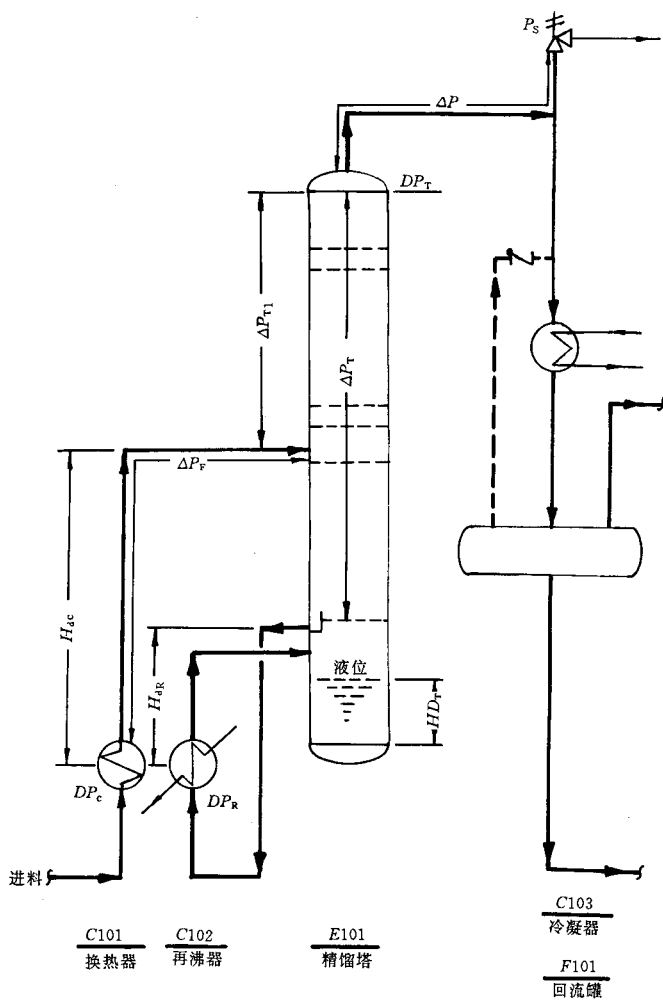 P_S
ΔP
DP_T
ΔP_T1
ΔP_T
ΔP_F
H_dc
H_dR
液位
HD_T
DP_c
DP_R
进料
C101
换热器
C102
再沸器
E101
精馏塔
C103
冷凝器
F101
回流罐